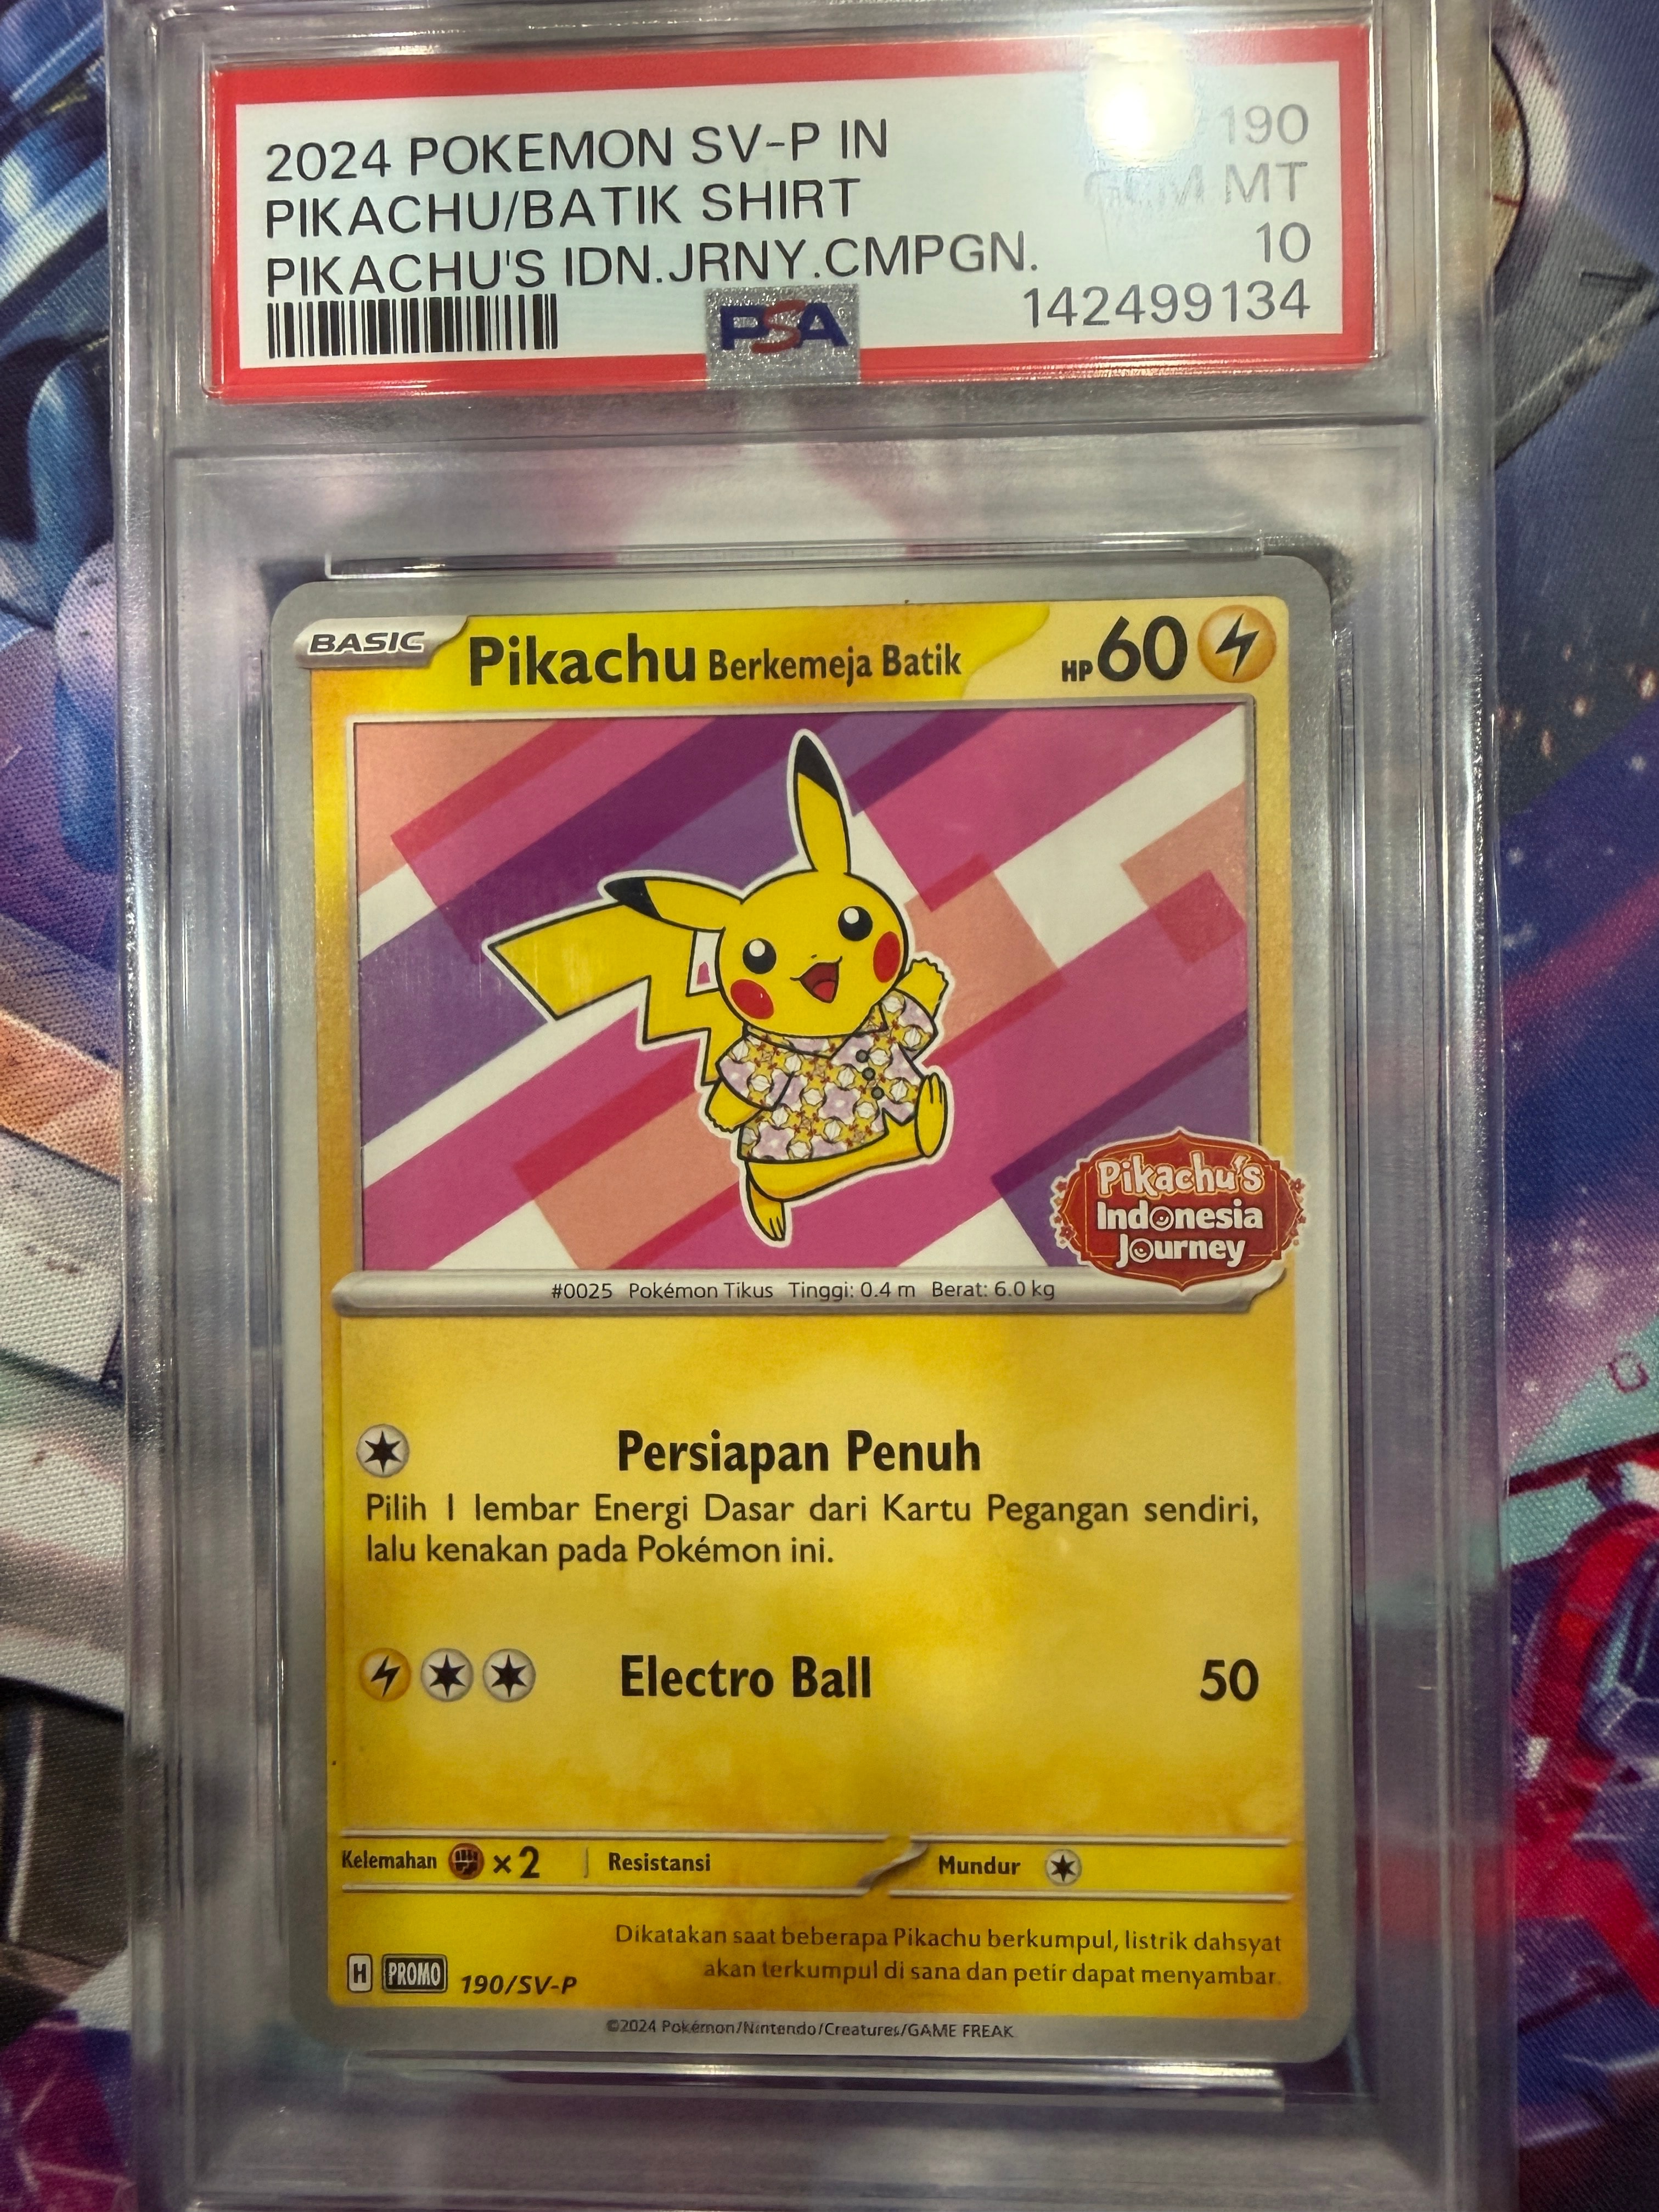 2024 POKEMON SV-P IN 190
PIKACHU/BATIK SHIRT GEM MT
PIKACHU'S IDN.JRNY.CMPGN. 10
PSA 142499134
BASIC Pikachu Berkemeja Batik HP 60
Pikachu's
Indonesia
Journey
#0025 Pokémon Tikus Tinggi: 0.4 m Berat: 6.0 kg
Persiapan Penuh
Pilih 1 lembar Energi Dasar dari Kartu Pegangan sendiri,
lalu kenakan pada Pokémon ini.
Electro Ball 50
Kelemahan ×2 Resistansi Mundur
Dikatakan saat beberapa Pikachu berkumpul, listrik dahsyat
akan terkumpul di sana dan petir dapat menyambar.
H PROMO 190/SV-P
©2024 Pokémon/Nintendo/Creatures/GAME FREAK